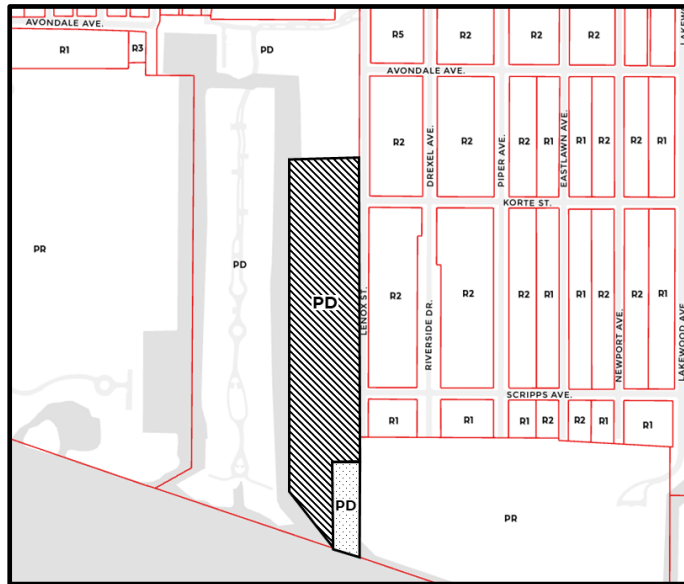 AVONDALE AVE.
R1
R3
PD
R5
R2
R2
R2
AVONDALE AVE.
R2
DREXEL AVE.
R2
PIPER AVE.
R2
R1
EASTLAWN AVE.
R1
R2
R2
R1
KORTE ST.
PR
PD
PD
LENOX ST.
R2
RIVERSIDE DR.
R2
R2
R1
R1
R2
NEWPORT AVE.
R2
R1
LAKEWOOD AVE.
SCRIPPS AVE.
R1
R1
R1
R2
R2
R1
R1
PD
PR